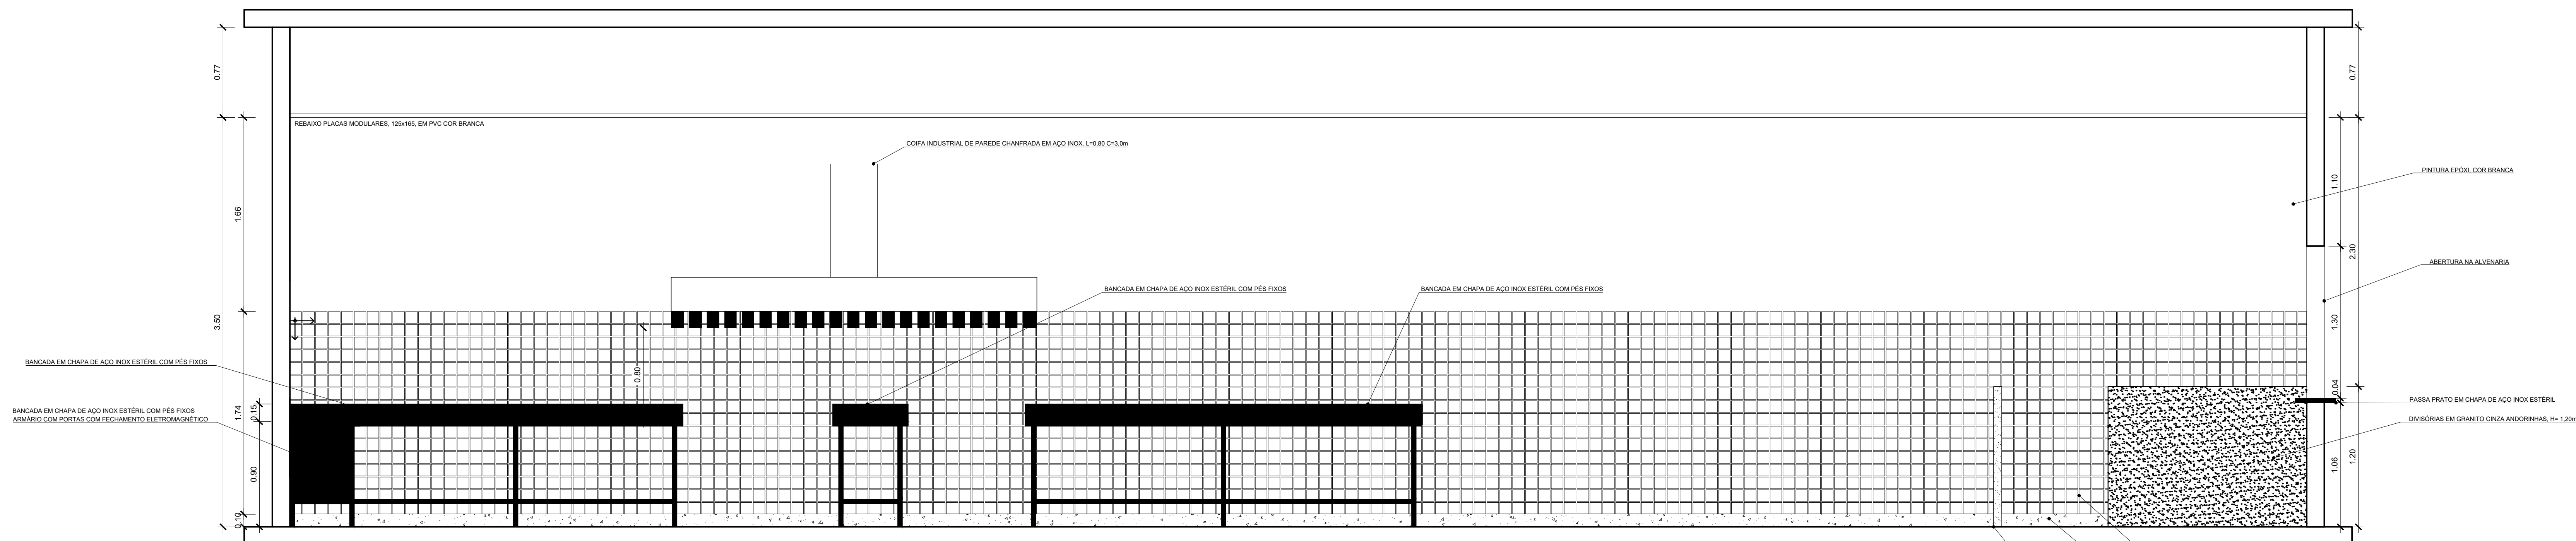 0.77
0.77
REBAIXO PLACAS MODULARES, 125x165, EM PVC COR BRANCA
COIFA INDUSTRIAL DE PAREDE CHANFRADA EM AÇO INOX. L=0,80 C=3,0m
PINTURA EPÓXI, COR BRANCA
1.10
1.66
2.30
ABERTURA NA ALVENARIA
BANCADA EM CHAPA DE AÇO INOX ESTÉRIL COM PÉS FIXOS
BANCADA EM CHAPA DE AÇO INOX ESTÉRIL COM PÉS FIXOS
3.50
1.30
BANCADA EM CHAPA DE AÇO INOX ESTÉRIL COM PÉS FIXOS
0.80
0.04
PASSA PRATO EM CHAPA DE AÇO INOX ESTÉRIL
BANCADA EM CHAPA DE AÇO INOX ESTÉRIL COM PÉS FIXOS
ARMÁRIO COM PORTAS COM FECHAMENTO ELETROMAGNÉTICO
1.74
0.15
DIVISÓRIAS EM GRANITO CINZA ANDORINHAS, H= 1,20m
0.90
1.06
1.20
0.10